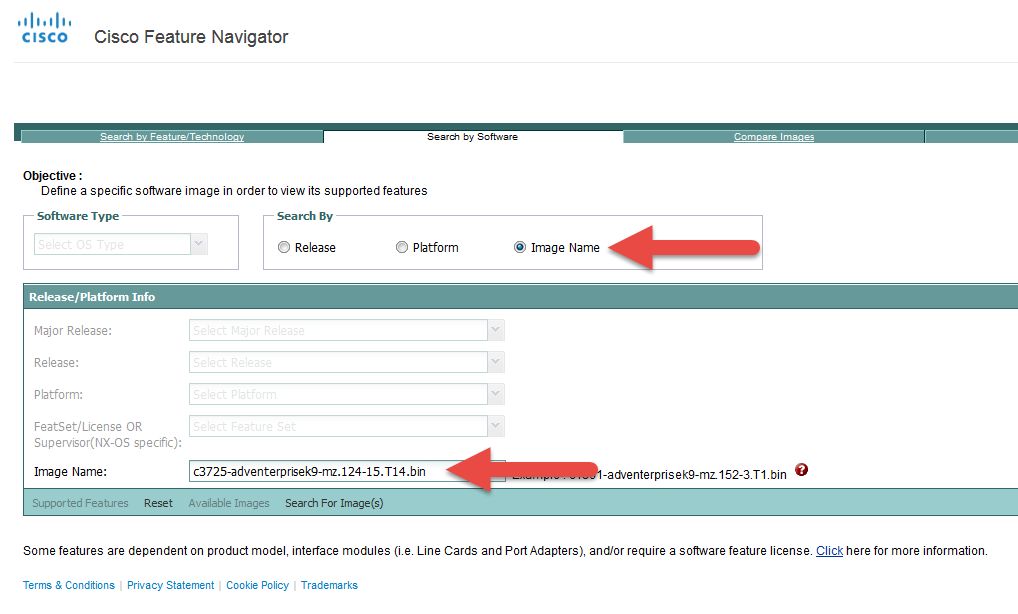 CISCO
Cisco Feature Navigator
Search by Feature/Technology
Search by Software
Compare Images
Objective :
Define a specific software image in order to view its supported features
Software Type
Select OS Type
Search By
Release
Platform
Image Name
Release/Platform Info
Major Release:
Select Major Release
Release:
Select Release
Platform:
Select Platform
FeatSet/License OR
Supervisor(NX-OS specific):
Select Feature Set
Image Name:
c3725-adventerprisek9-mz.124-15.T14.bin
-adventerprisek9-mz.152-3.T1.bin
?
Supported Features Reset Available Images Search For Image(s)
Some features are dependent on product model, interface modules (i.e. Line Cards and Port Adapters), and/or require a software feature license. Click here for more information.
Terms & Conditions | Privacy Statement | Cookie Policy | Trademarks